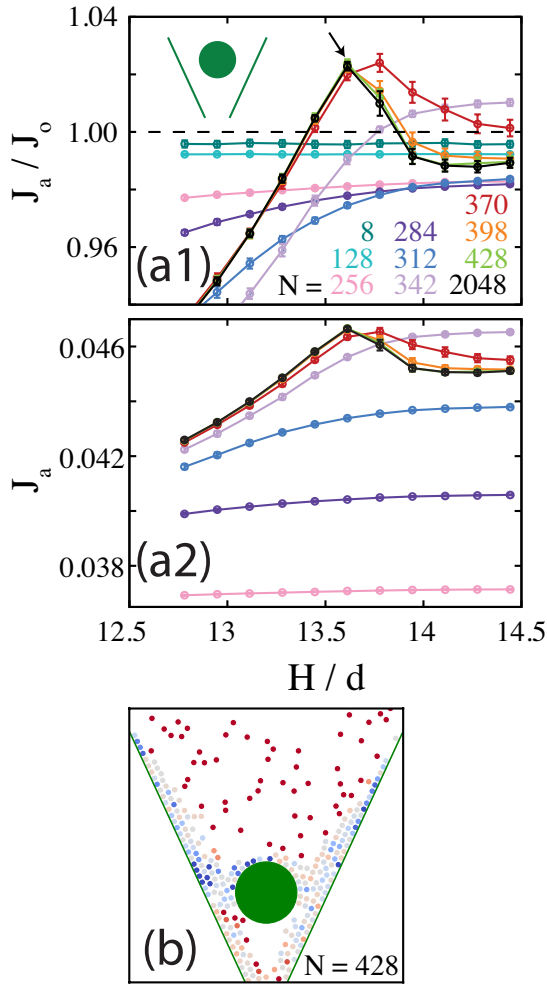 1.04
1.00
0.96
J_a / J_o
(a1)
370
8 284 398
128 312 428
N = 256 342 2048
0.046
0.042
0.038
J_a
(a2)
12.5 13 13.5 14 14.5
H / d
(b)
N = 428